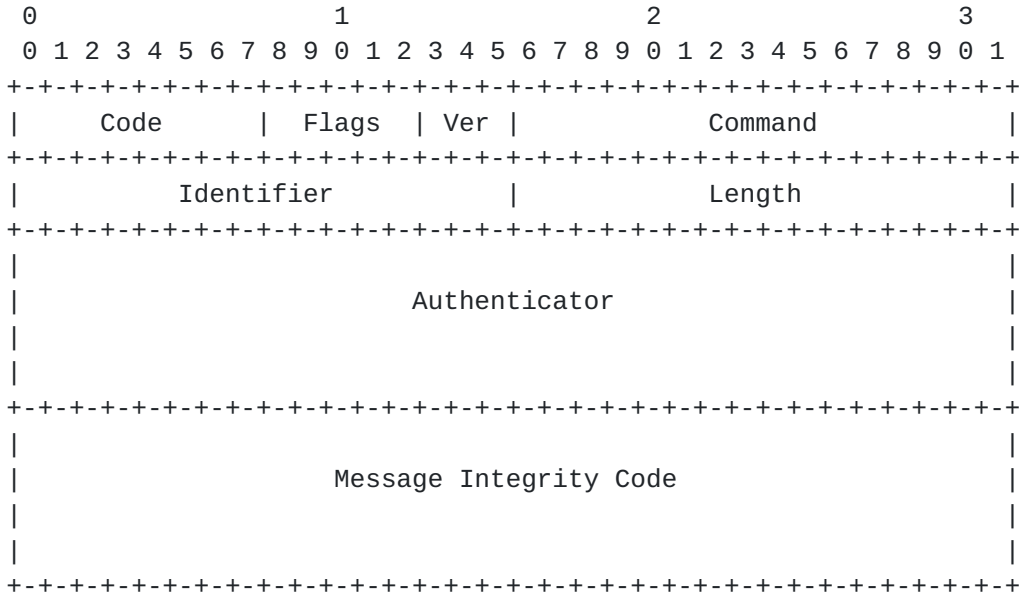 0                   1                   2                   3
 0 1 2 3 4 5 6 7 8 9 0 1 2 3 4 5 6 7 8 9 0 1 2 3 4 5 6 7 8 9 0 1
+-+-+-+-+-+-+-+-+-+-+-+-+-+-+-+-+-+-+-+-+-+-+-+-+-+-+-+-+-+-+-+-+
|     Code      |  Flags  | Ver |            Command            |
+-+-+-+-+-+-+-+-+-+-+-+-+-+-+-+-+-+-+-+-+-+-+-+-+-+-+-+-+-+-+-+-+
|          Identifier           |            Length             |
+-+-+-+-+-+-+-+-+-+-+-+-+-+-+-+-+-+-+-+-+-+-+-+-+-+-+-+-+-+-+-+-+
|                                                               |
|                         Authenticator                         |
|                                                               |
|                                                               |
+-+-+-+-+-+-+-+-+-+-+-+-+-+-+-+-+-+-+-+-+-+-+-+-+-+-+-+-+-+-+-+-+
|                                                               |
|                    Message Integrity Code                     |
|                                                               |
|                                                               |
+-+-+-+-+-+-+-+-+-+-+-+-+-+-+-+-+-+-+-+-+-+-+-+-+-+-+-+-+-+-+-+-+